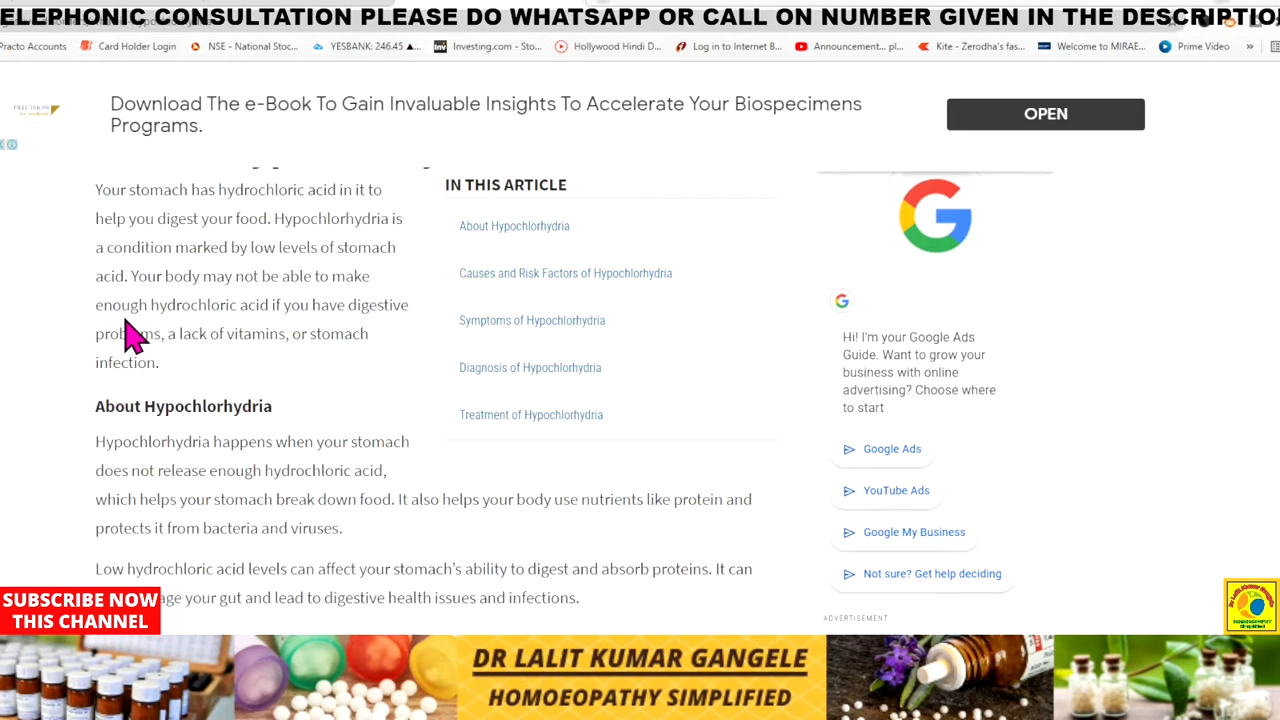 ELEPHONIC CONSULTATION PLEASE DO WHATSAPP OR CALL ON NUMBER GIVEN IN THE DESCRIPTIO
Practo Accounts Card Holder Login NSE - National Stoc... YESBANK: 246.45 ▲... Inv Investing.com - Sto... Hollywood Hindi D... Log in to Internet B... Announcement.... Kite - Zerodha's fas... Welcome to MIRAE... Prime Video »
PRECISION
Download The e-Book To Gain Invaluable Insights To Accelerate Your Biospecimens
Programs.
OPEN
Your stomach has hydrochloric acid in it to
help you digest your food. Hypochlorhydria is
a condition marked by low levels of stomach
acid. Your body may not be able to make
enough hydrochloric acid if you have digestive
problems, a lack of vitamins, or stomach
infection.
IN THIS ARTICLE
About Hypochlorhydria
Causes and Risk Factors of Hypochlorhydria
Symptoms of Hypochlorhydria
Diagnosis of Hypochlorhydria
Treatment of Hypochlorhydria
About Hypochlorhydria
Hypochlorhydria happens when your stomach
does not release enough hydrochloric acid,
which helps your stomach break down food. It also helps your body use nutrients like protein and
protects it from bacteria and viruses.
Low hydrochloric acid levels can affect your stomach's ability to digest and absorb proteins. It can
age your gut and lead to digestive health issues and infections.
G
Hi! I'm your Google Ads
Guide. Want to grow your
business with online
advertising? Choose where
to start
Google Ads
YouTube Ads
Google My Business
Not sure? Get help deciding
ADVERTISEMENT
SUBSCRIBE NOW
THIS CHANNEL
DR LALIT KUMAR GANGELE
HOMOEOPATHY SIMPLIFIED